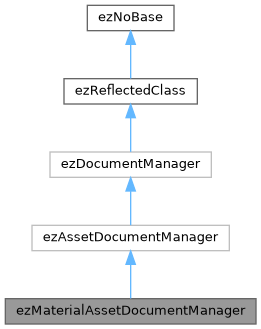 ezNoBase
ezReflectedClass
ezDocumentManager
ezAssetDocumentManager
ezMaterialAssetDocumentManager